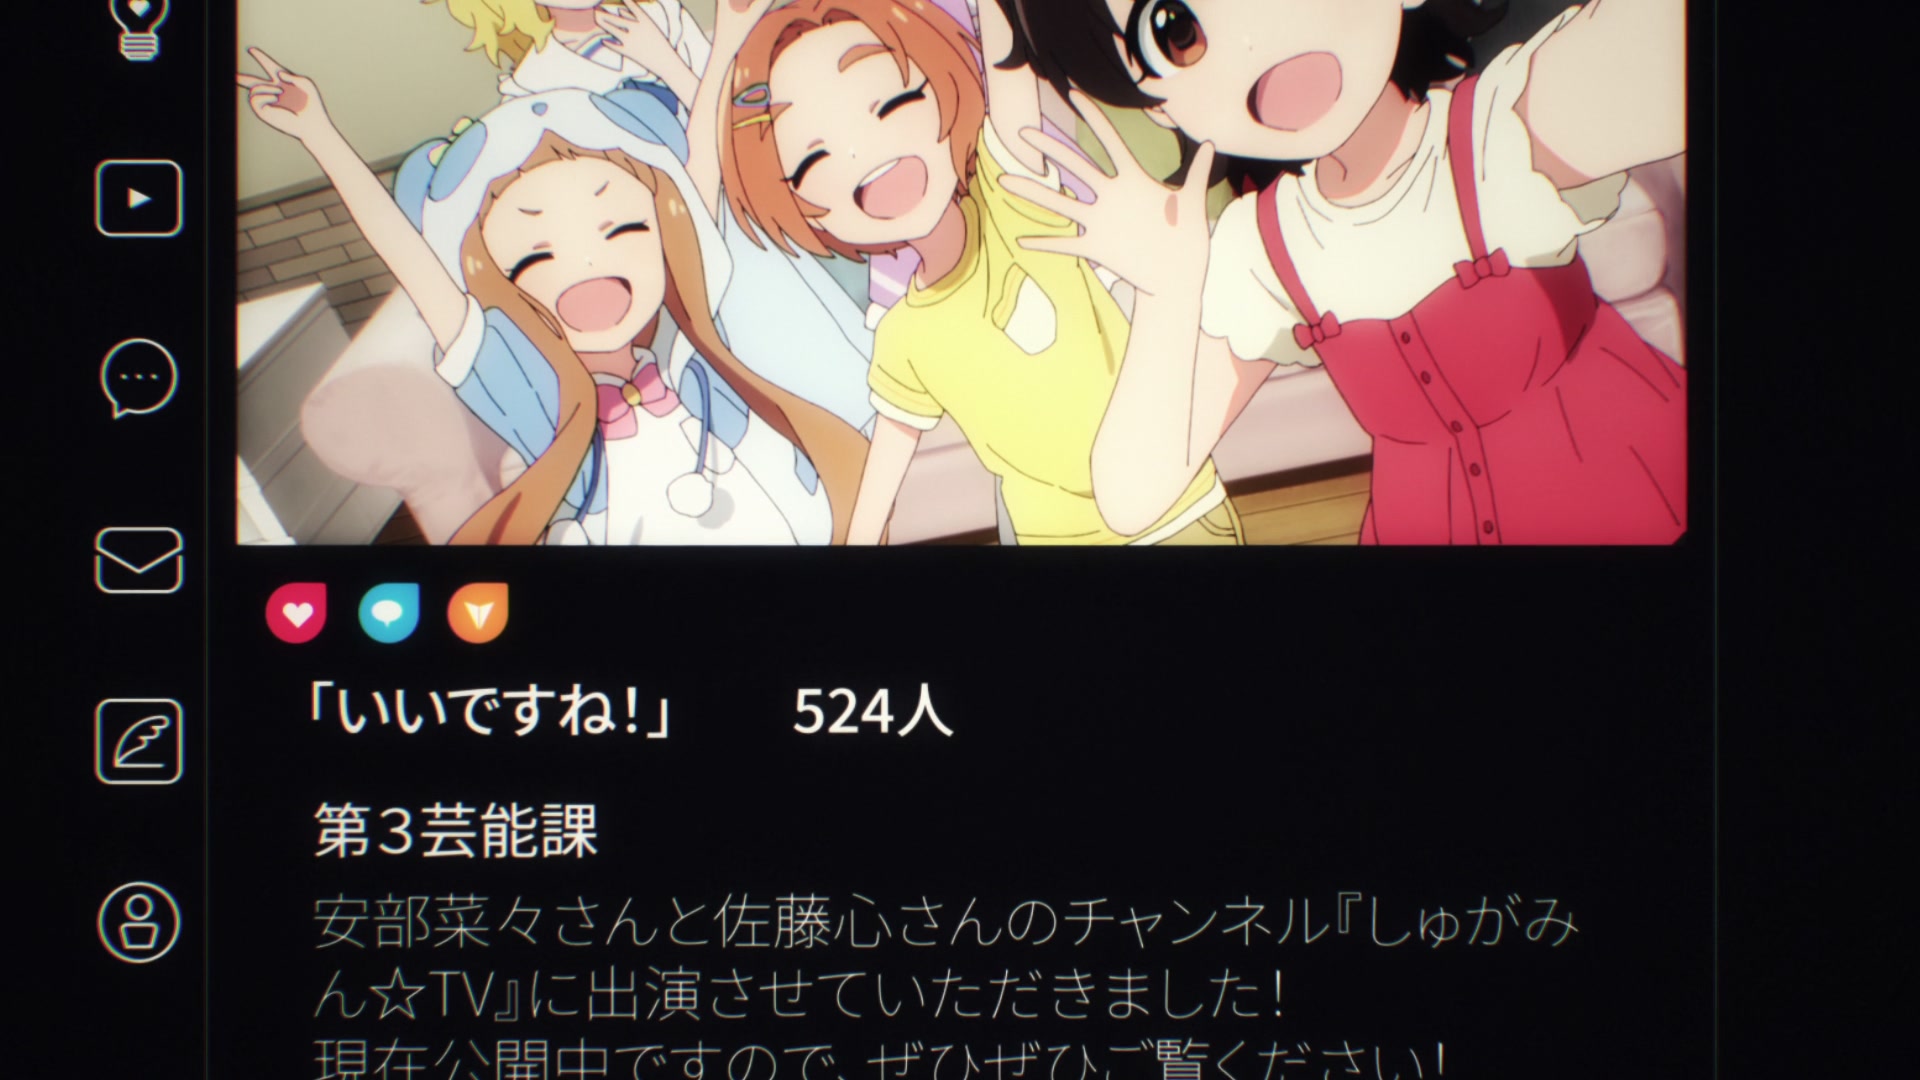 「いいですね!」 524人
第3芸能課
安部菜々さんと佐藤心さんのチャンネル『しゅがみ
ん☆TV』に出演させていただきました!
現在公開中ですので、ぜひぜひご覧ください!